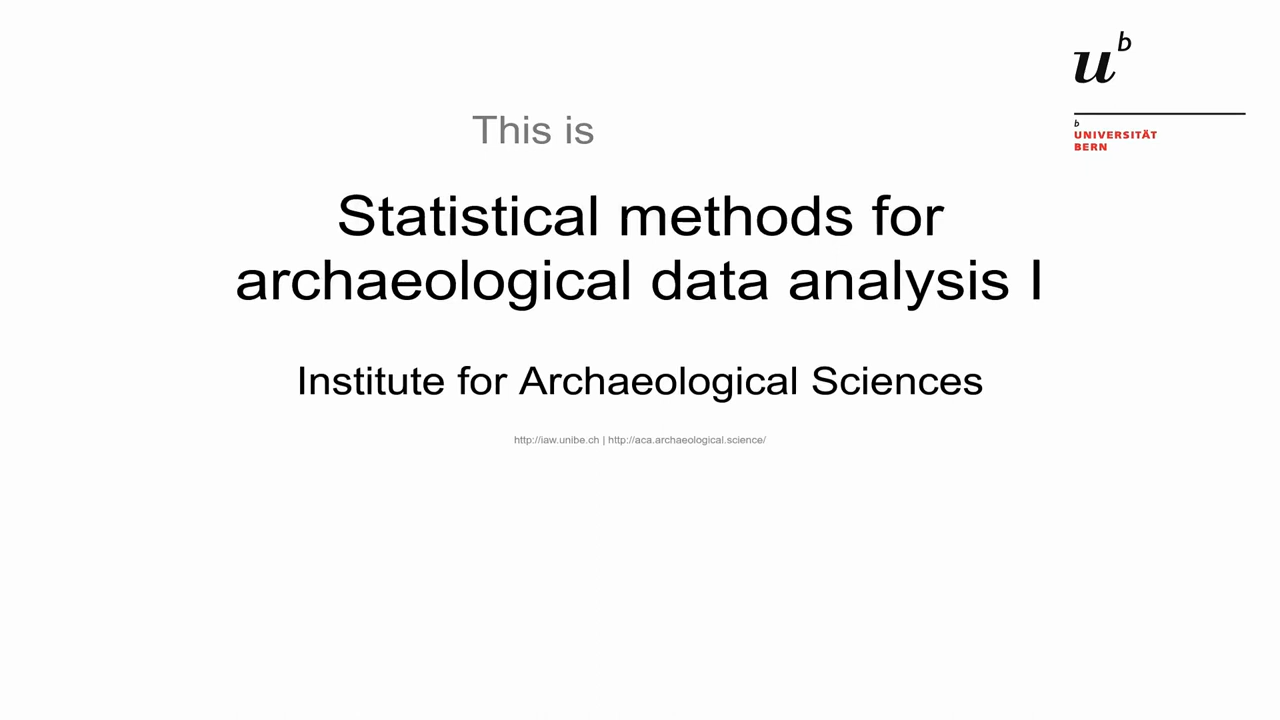 u b
b
UNIVERSITÄT
BERN
This is
Statistical methods for
archaeological data analysis I
Institute for Archaeological Sciences
http://iaw.unibe.ch | http://aca.archaeological.science/